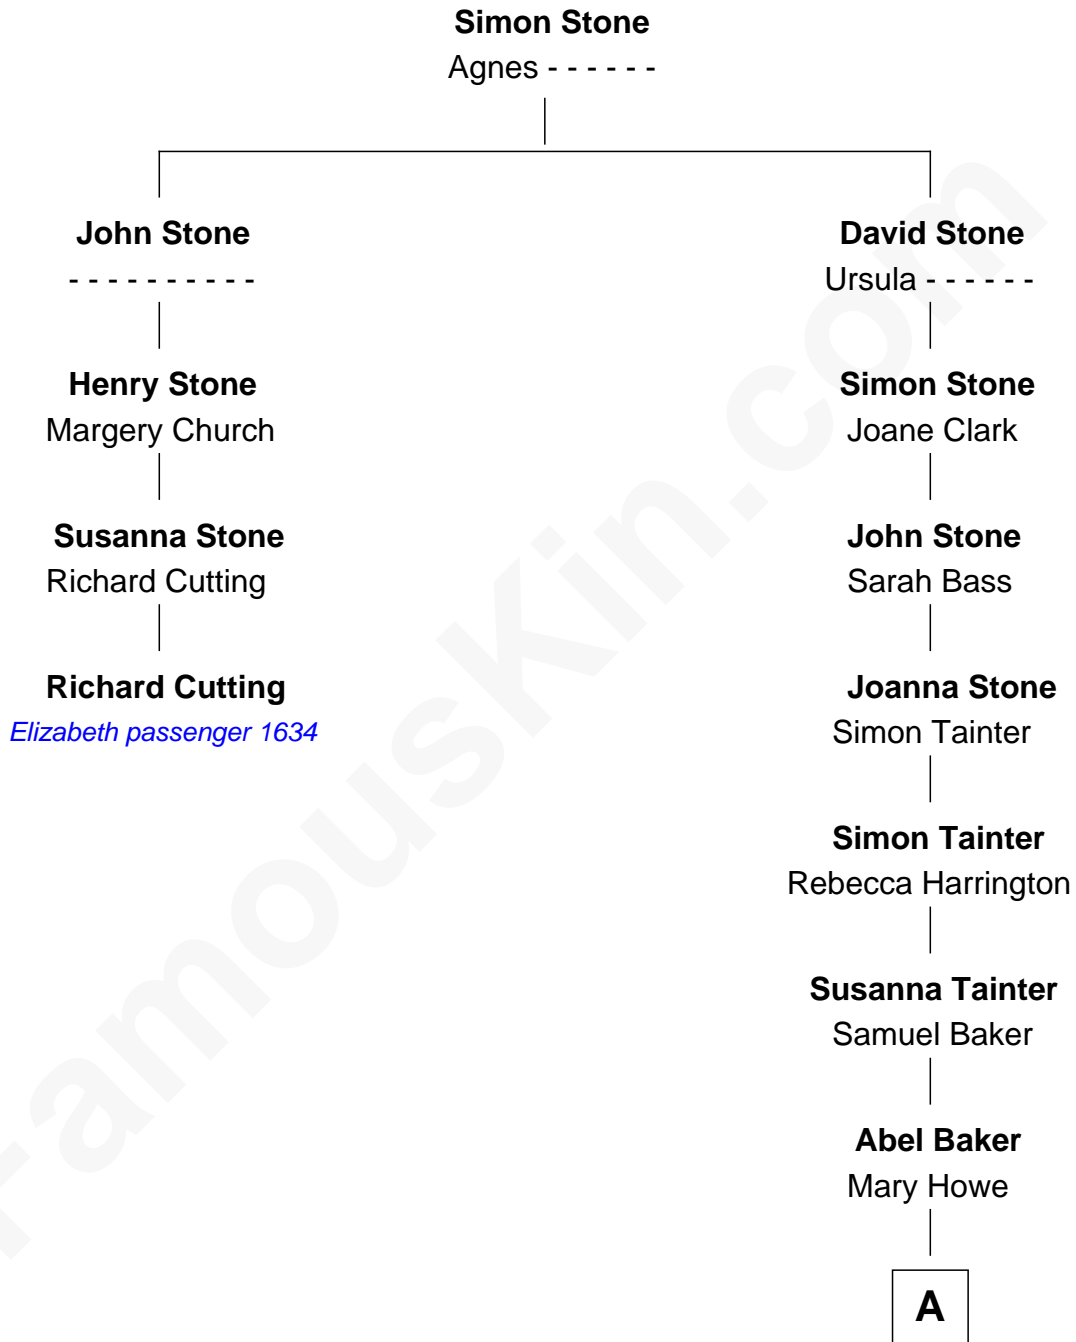 Simon Stone
Agnes - - - - - -
John Stone
- - - - - - - - - -
David Stone
Ursula - - - - - -
Henry Stone
Margery Church
Simon Stone
Joane Clark
Susanna Stone
Richard Cutting
John Stone
Sarah Bass
Richard Cutting
Elizabeth passenger 1634
Joanna Stone
Simon Tainter
Simon Tainter
Rebecca Harrington
Susanna Tainter
Samuel Baker
Abel Baker
Mary Howe
A
FamousKin.com